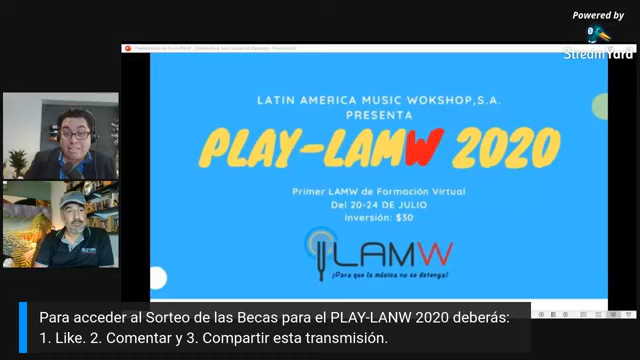 Powered by
StreamYard
LATIN AMERICA MUSIC WOKSHOP,S.A.
PRESENTA
PLAY-LAMW 2020
Primer LAMW de Formación Virtual
Del 20-24 DE JULIO
inversión: $30
LAMW
¡Para que la música no se detenga!
Para acceder al Sorteo de las Becas para el PLAY-LANW 2020 deberás:
1. Like. 2. Comentar y 3. Compartir esta transmisión.